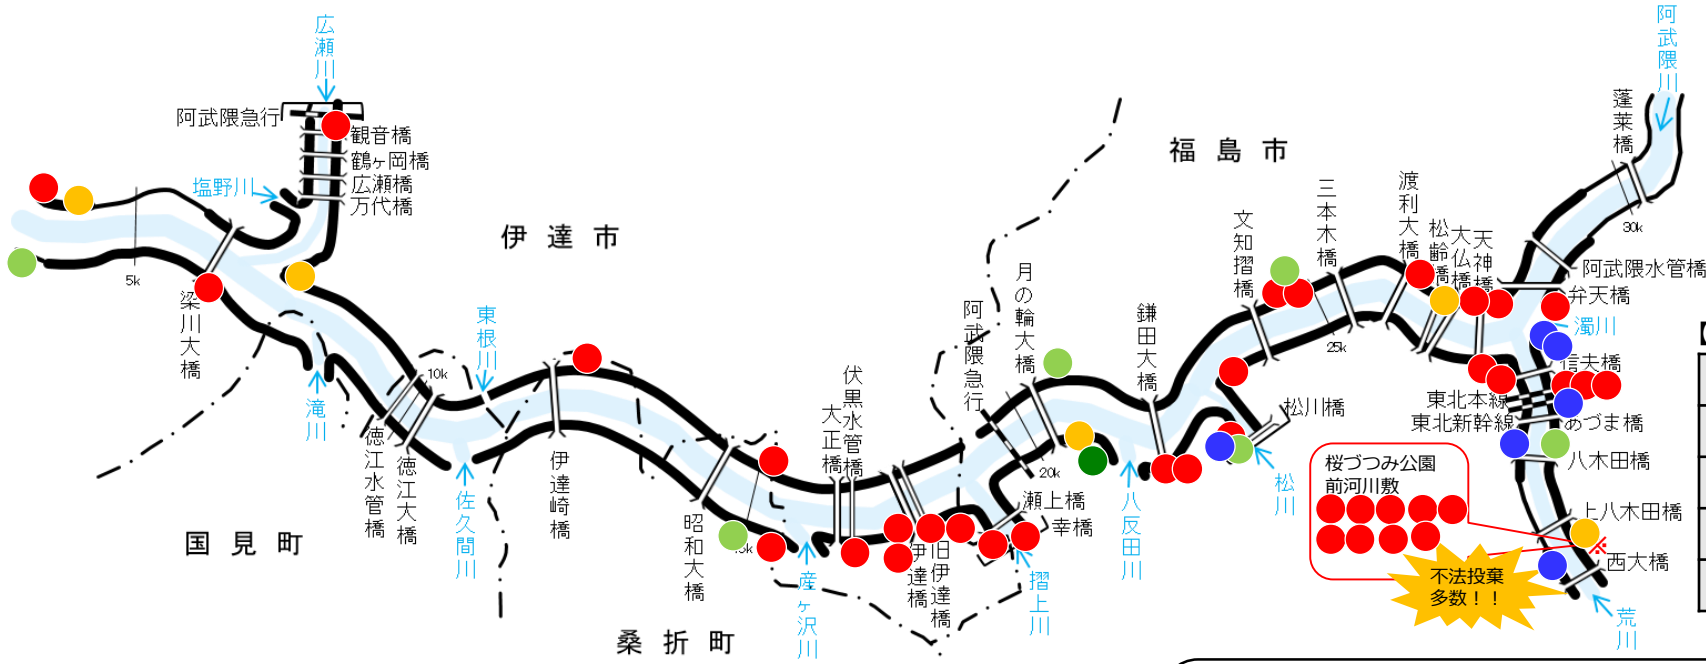 広瀬川
阿武隈急行
観音橋
鶴ヶ岡橋
広瀬橋
万代橋
塩野川
5k
梁川大橋
滝川
伊達市
東根川
10k
徳江水管橋
徳江大橋
佐久間川
国見町
伊達崎橋
昭和大橋
桑折町
産ヶ沢川
大正橋
伏黒水管橋
伊達橋
旧伊達橋
阿武隈急行
月の輪大橋
20k
瀬上橋
幸橋
摺上川
八反田川
鎌田大橋
福島市
文知摺橋
三本木橋
25k
松川橋
松川
渡利大橋
松齢橋
大仏橋
天神橋
蓬莱橋
阿武隈川
30k
阿武隈水管橋
弁天橋
濁川
信夫橋
東北本線
東北新幹線
あづま橋
八木田橋
上八木田橋
※
西大橋
荒川
桜づつみ公園
前河川敷
不法投棄
多数！！